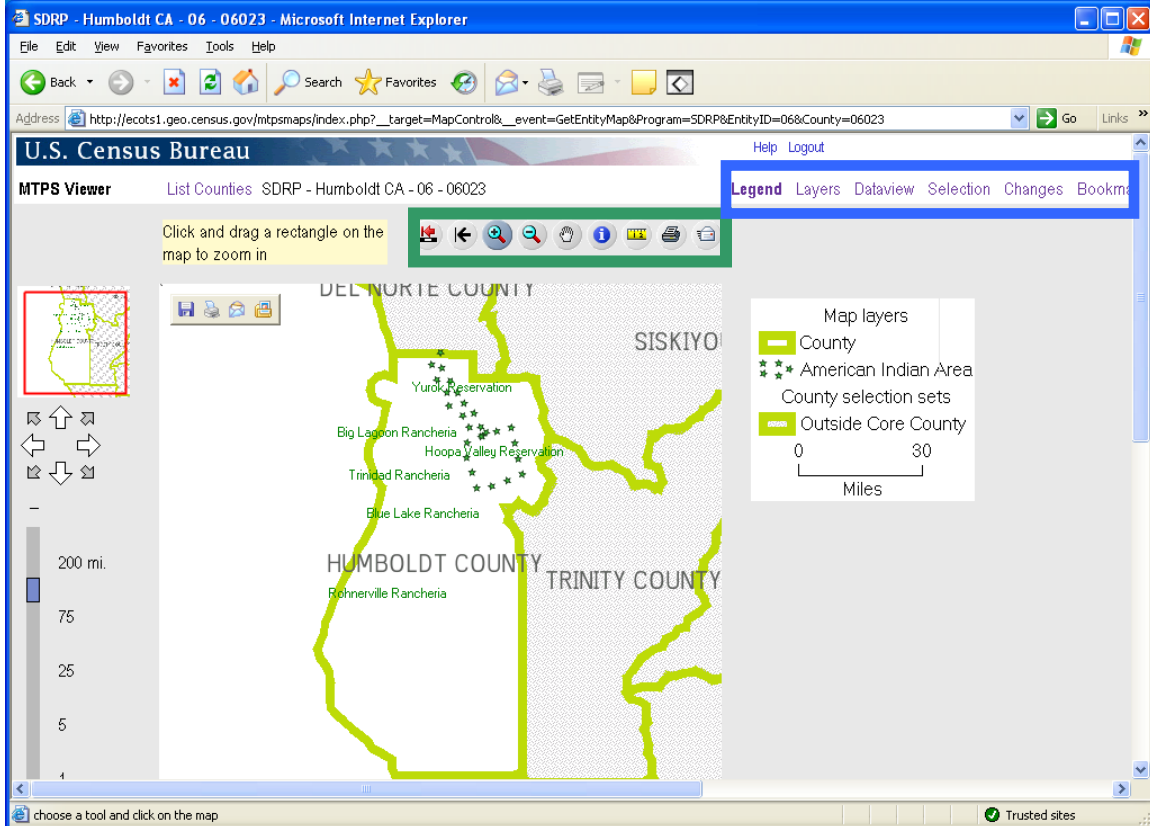 SDRP - Humboldt CA - 06 - 06023 - Microsoft Internet Explorer
File Edit View Favorites Tools Help
Back Search Favorites
Address http://ecots1.geo.census.gov/mtpsmaps/index.php?__target=MapControl&__event=GetEntityMap&Program=SDRP&EntityID=06&County=06023 Go Links »
U.S. Census Bureau Help Logout
MTPS Viewer List Counties SDRP - Humboldt CA - 06 - 06023 Legend Layers Dataview Selection Changes Bookma
Click and drag a rectangle on the
map to zoom in
DEL NORTE COUNTY
SISKIYO
Yurok Reservation
Big Lagoon Rancheria
Hoopa Valley Reservation
Trinidad Rancheria
Blue Lake Rancheria
HUMBOLDT COUNTY
TRINITY COUNTY
Rohnerville Rancheria
Map layers
County
American Indian Area
County selection sets
Outside Core County
0 30
Miles
200 mi.
75
25
5
1
choose a tool and click on the map Trusted sites